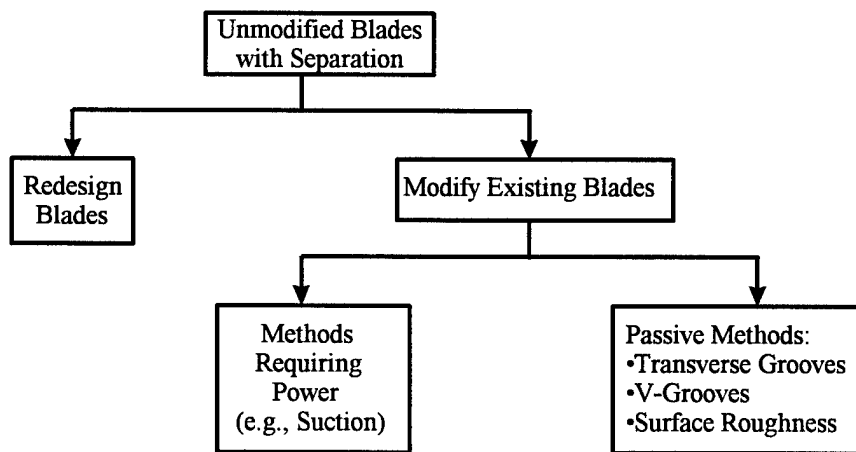 Unmodified Blades
with Separation
Redesign
Blades
Modify Existing Blades
Methods
Requiring
Power
(e.g., Suction)
Passive Methods:
•Transverse Grooves
•V-Grooves
•Surface Roughness